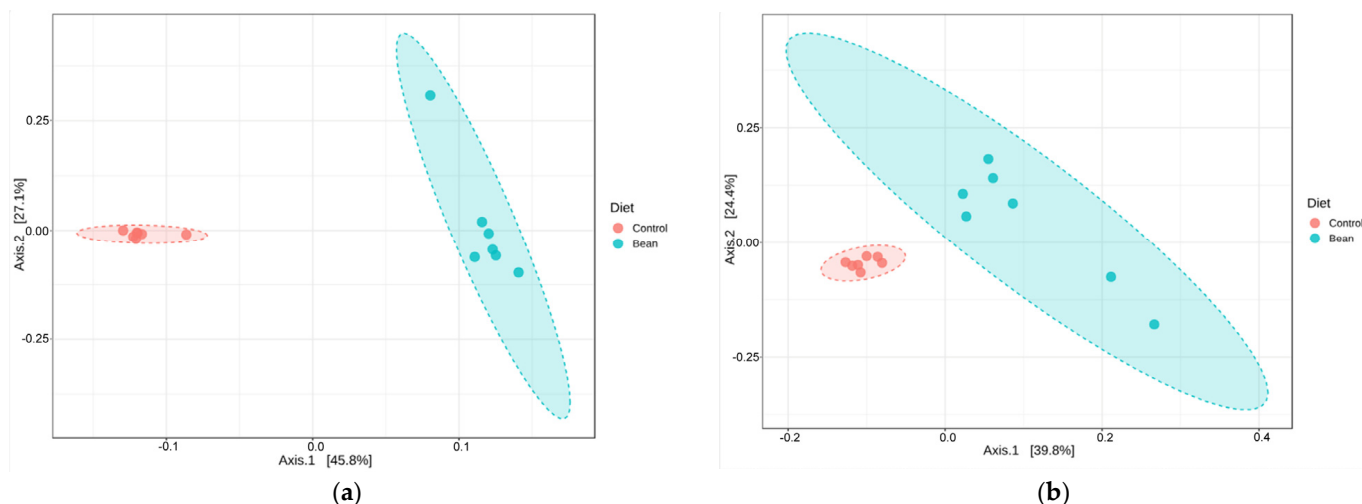 0.25
0.00
-0.25
Axis.2 [27.1%]
-0.1
0.0
0.1
Axis.1 [45.8%]
Diet
Control
Bean
(a)
0.25
0.00
-0.25
Axis.2 [24.4%]
-0.2
0.0
0.2
0.4
Axis.1 [39.8%]
Diet
Control
Bean
(b)